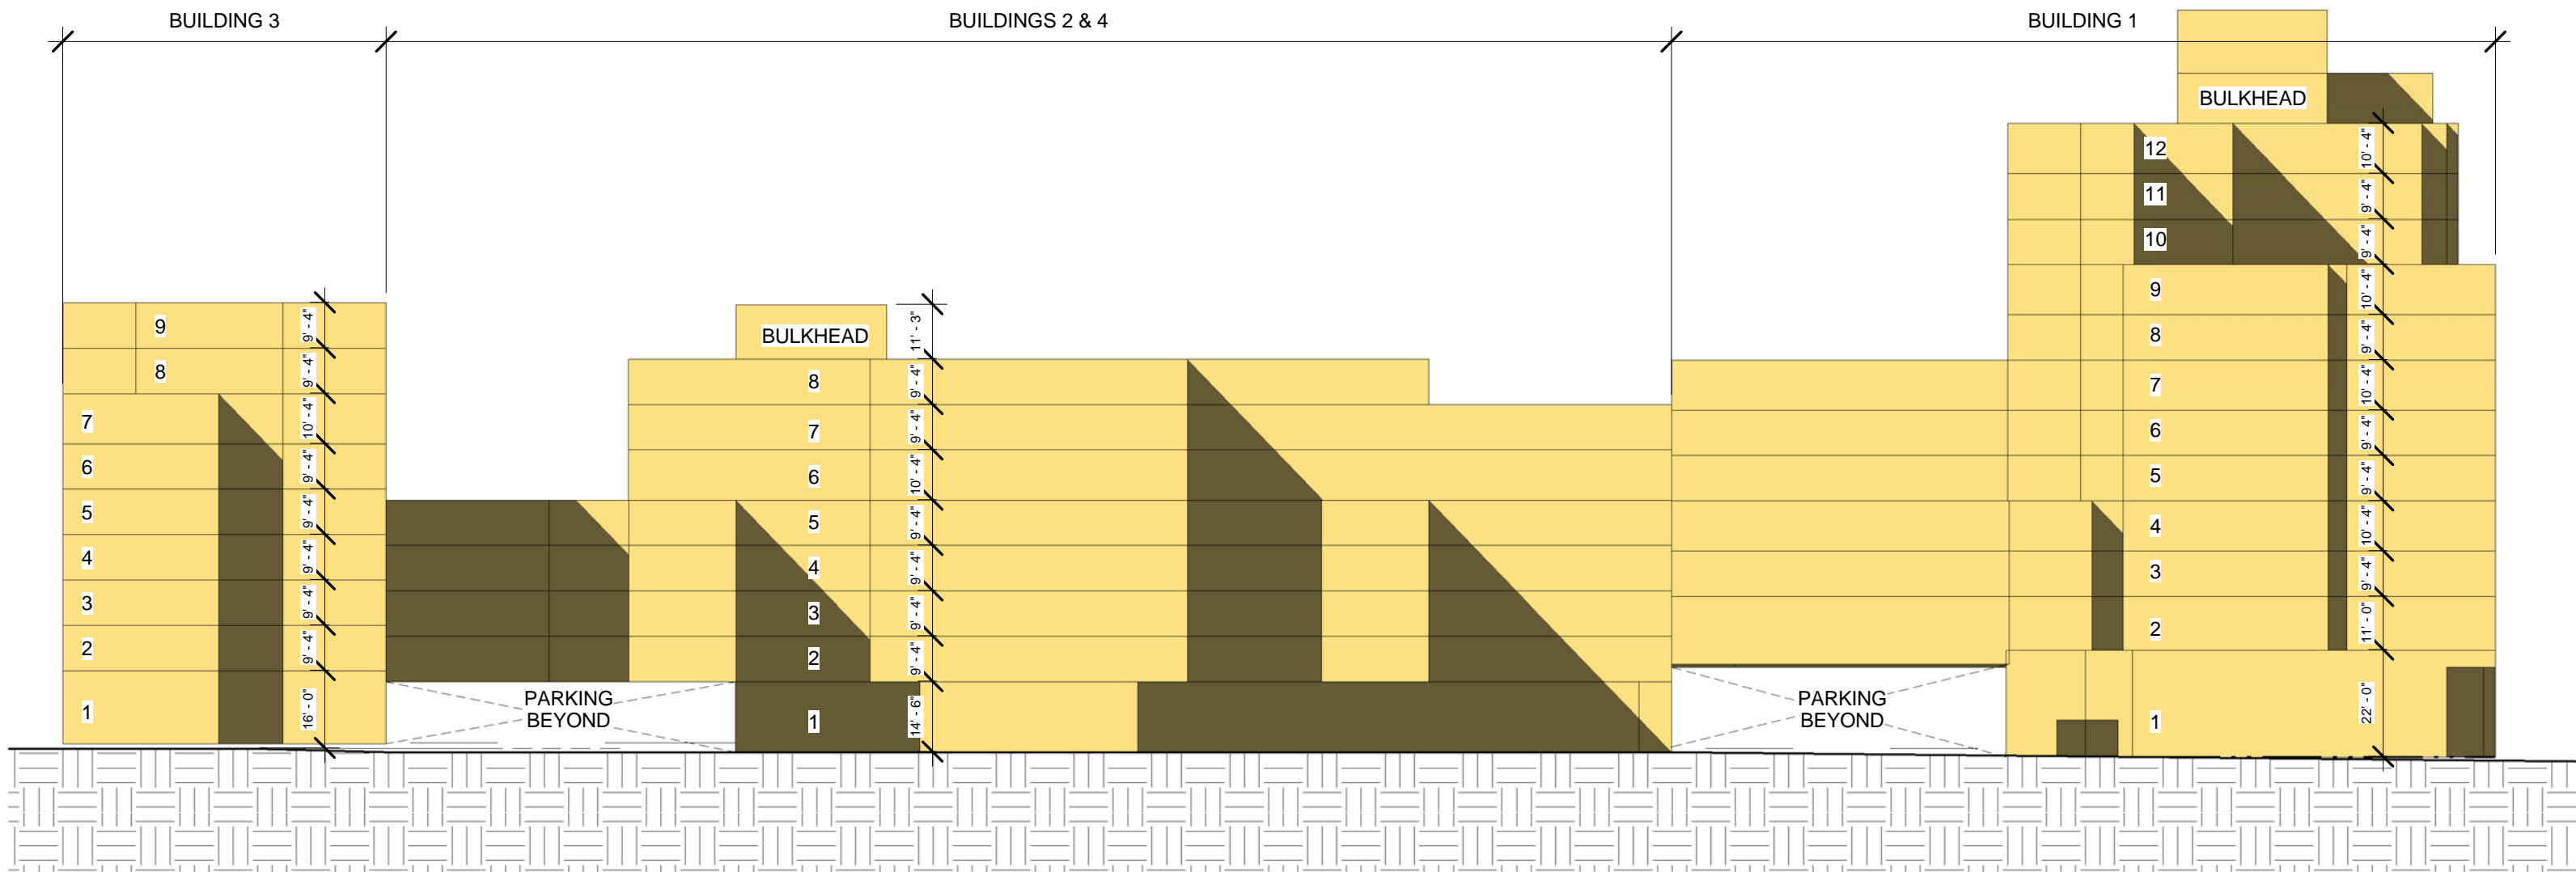 BUILDING 3
BUILDINGS 2 & 4
BUILDING 1
9
8
7
6
5
4
3
2
1
9' - 4"
9' - 4"
10' - 4"
9' - 4"
9' - 4"
9' - 4"
9' - 4"
9' - 4"
16' - 0"
PARKING
BEYOND
BULKHEAD
8
7
6
5
4
3
2
1
11' - 3"
9' - 4"
9' - 4"
10' - 4"
9' - 4"
9' - 4"
9' - 4"
9' - 4"
14' - 6"
PARKING
BEYOND
BULKHEAD
12
11
10
9
8
7
6
5
4
3
2
1
10' - 4"
9' - 4"
9' - 4"
10' - 4"
9' - 4"
10' - 4"
9' - 4"
9' - 4"
10' - 4"
9' - 4"
11' - 0"
22' - 0"